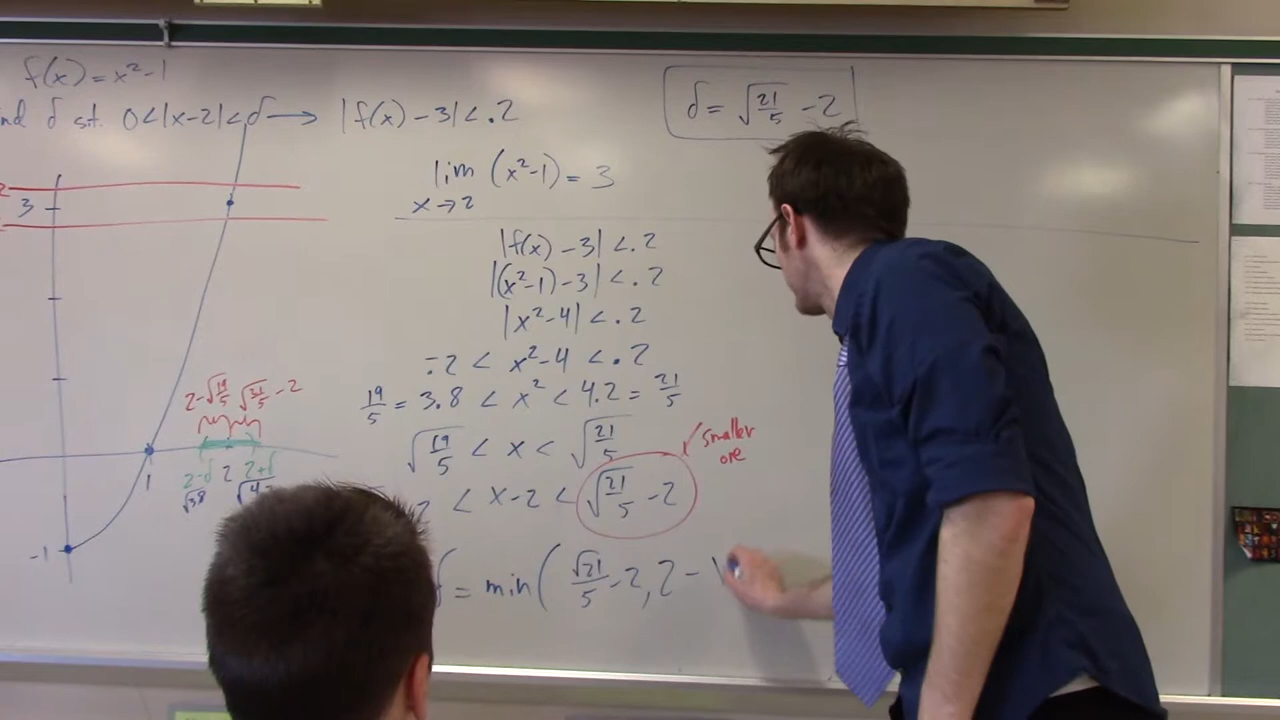 f(x) = x²-1
nd δ st. 0<|x-2|<δ → |f(x)-3|<.2
δ = √21/5 - 2
lim (x²-1) = 3
x→2
3
|f(x)-3|<.2
|(x²-1)-3|<.2
|x²-4|<.2
-.2 < x²-4 < .2
19/5 = 3.8 < x² < 4.2 = 21/5
√19/5 < x < √21/5
2 < x-2 < √21/5 - 2
smaller
one
= min( √21/5 - 2, 2 -
2-√19/5 √21/5 - 2
2-δ 2 2+δ
√3.8
1
-1